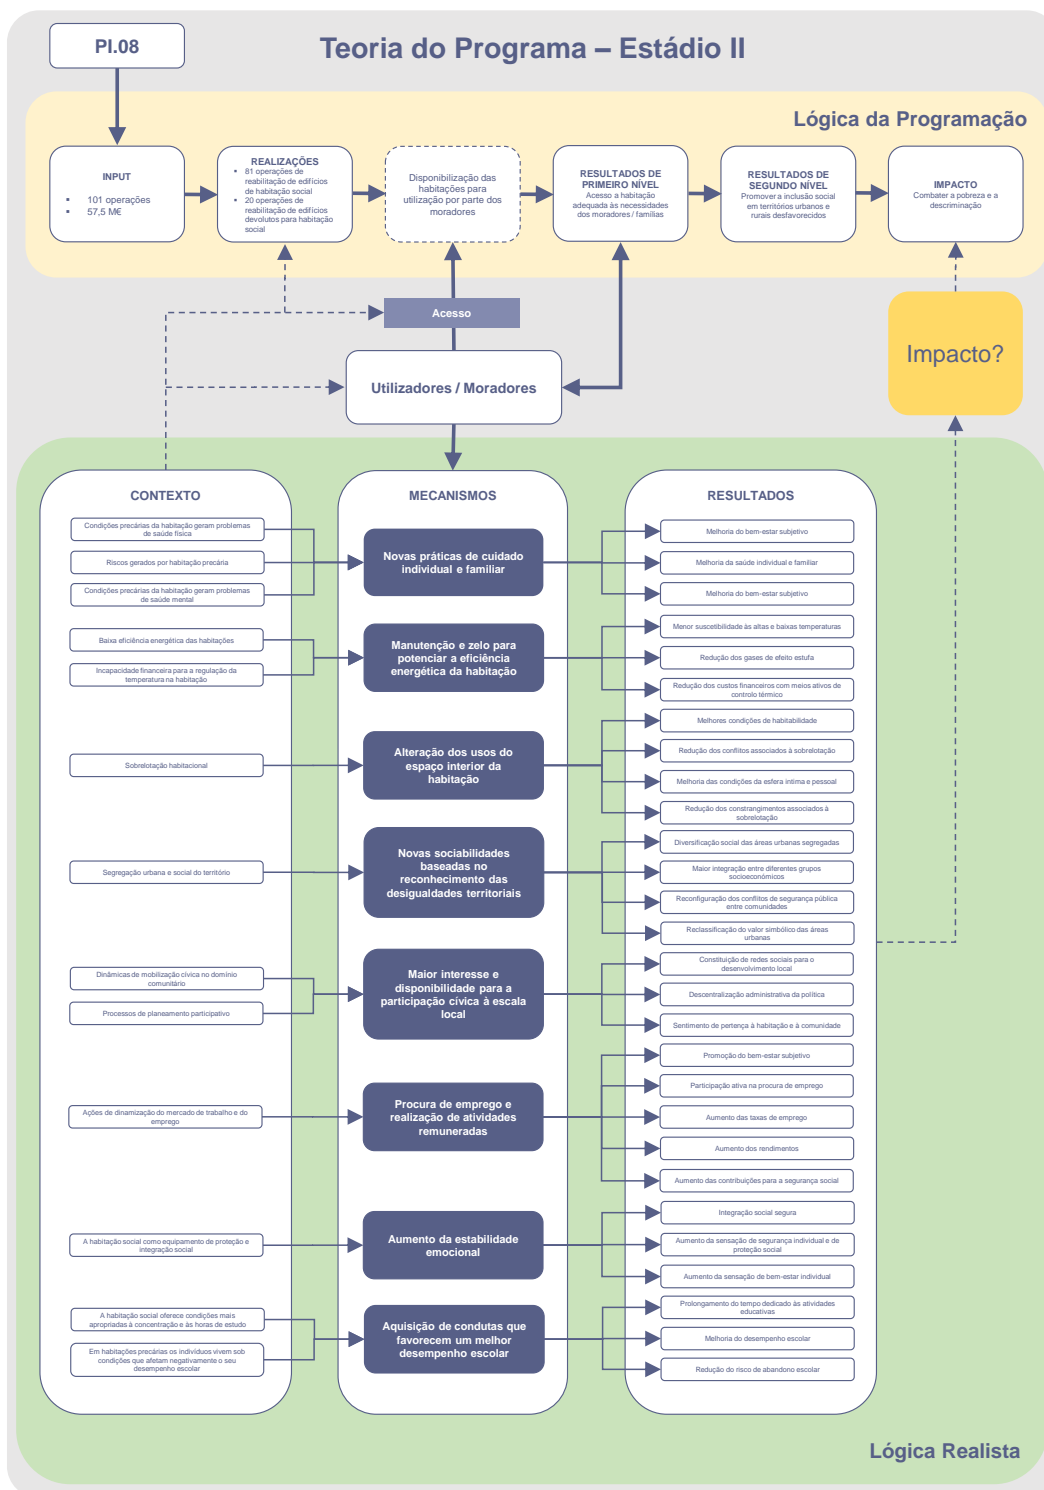 PI.08
Teoria do Programa – Estádio II
Lógica da Programação
INPUT
▪ 101 operações
▪ 57,5 M€
REALIZAÇÕES
▪ 81 operações de
reabilitação de edifícios
de habitação social
▪ 20 operações de
reabilitação de edifícios
devolutos para habitação
social
Disponibilização das
habitações para
utilização por parte dos
moradores
RESULTADOS DE
PRIMEIRO NÍVEL
Acesso a habitação
adequada às necessidades
dos moradores / famílias
RESULTADOS DE
SEGUNDO NÍVEL
Promover a inclusão social
em territórios urbanos e
rurais desfavorecidos
IMPACTO
Combater a pobreza e a
descriminação
Acesso
Utilizadores / Moradores
Impacto?
CONTEXTO
Condições precárias da habitação geram problemas
de saúde física
Riscos gerados por habitação precária
Condições precárias da habitação geram problemas
de saúde mental
Baixa eficiência energética das habitações
Incapacidade financeira para a regulação da
temperatura na habitação
Sobrelotação habitacional
Segregação urbana e social do território
Dinâmicas de mobilização cívica no domínio
comunitário
Processos de planeamento participativo
Ações de dinamização do mercado de trabalho e do
emprego
A habitação social como equipamento de proteção e
integração social
A habitação social oferece condições mais
apropriadas à concentração e às horas de estudo
Em habitações precárias os indivíduos vivem sob
condições que afetam negativamente o seu
desempenho escolar
MECANISMOS
Novas práticas de cuidado
individual e familiar
Manutenção e zelo para
potenciar a eficiência
energética da habitação
Alteração dos usos do
espaço interior da
habitação
Novas sociabilidades
baseadas no
reconhecimento das
desigualdades territoriais
Maior interesse e
disponibilidade para a
participação cívica à escala
local
Procura de emprego e
realização de atividades
remuneradas
Aumento da estabilidade
emocional
Aquisição de condutas que
favorecem um melhor
desempenho escolar
RESULTADOS
Melhoria do bem-estar subjetivo
Melhoria da saúde individual e familiar
Melhoria do bem-estar subjetivo
Menor suscetibilidade às altas e baixas temperaturas
Redução dos gases de efeito estufa
Redução dos custos financeiros com meios ativos de
controlo térmico
Melhores condições de habitabilidade
Redução dos conflitos associados à sobrelotação
Melhoria das condições da esfera íntima e pessoal
Redução dos constrangimentos associados à
sobrelotação
Diversificação social das áreas urbanas segregadas
Maior integração entre diferentes grupos
socioeconómicos
Reconfiguração dos conflitos de segurança pública
entre comunidades
Reclassificação do valor simbólico das áreas
urbanas
Constituição de redes sociais para o
desenvolvimento local
Descentralização administrativa da política
Sentimento de pertença à habitação e à comunidade
Promoção do bem-estar subjetivo
Participação ativa na procura de emprego
Aumento das taxas de emprego
Aumento dos rendimentos
Aumento das contribuições para a segurança social
Integração social segura
Aumento da sensação de segurança individual e de
proteção social
Aumento da sensação de bem-estar individual
Prolongamento do tempo dedicado às atividades
educativas
Melhoria do desempenho escolar
Redução do risco de abandono escolar
Lógica Realista